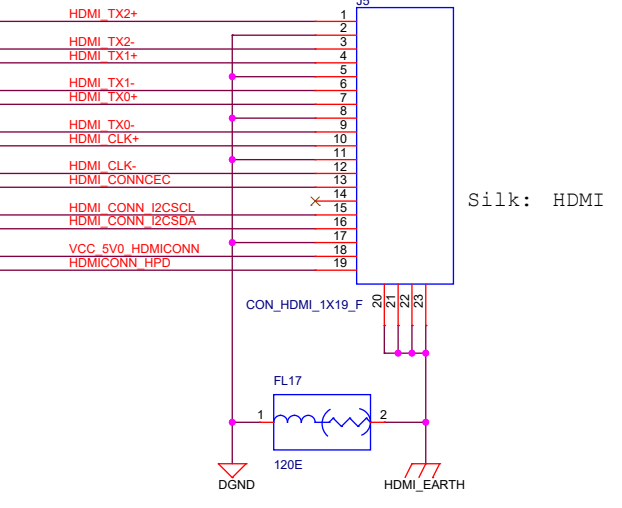 J5
HDMI_TX2+ 1
2
HDMI_TX2- 3
HDMI_TX1+ 4
5
HDMI_TX1- 6
HDMI_TX0+ 7
8
HDMI_TX0- 9
HDMI_CLK+ 10
11
HDMI_CLK- 12
HDMI_CONNCEC 13
14
Silk: HDMI
HDMI_CONN_I2CSCL 15
HDMI_CONN_I2CSDA 16
17
VCC_5V0_HDMICONN 18
HDMICONN_HPD 19
CON_HDMI_1X19_F
20 21 22 23
FL17
1 2
120E
DGND
HDMI_EARTH